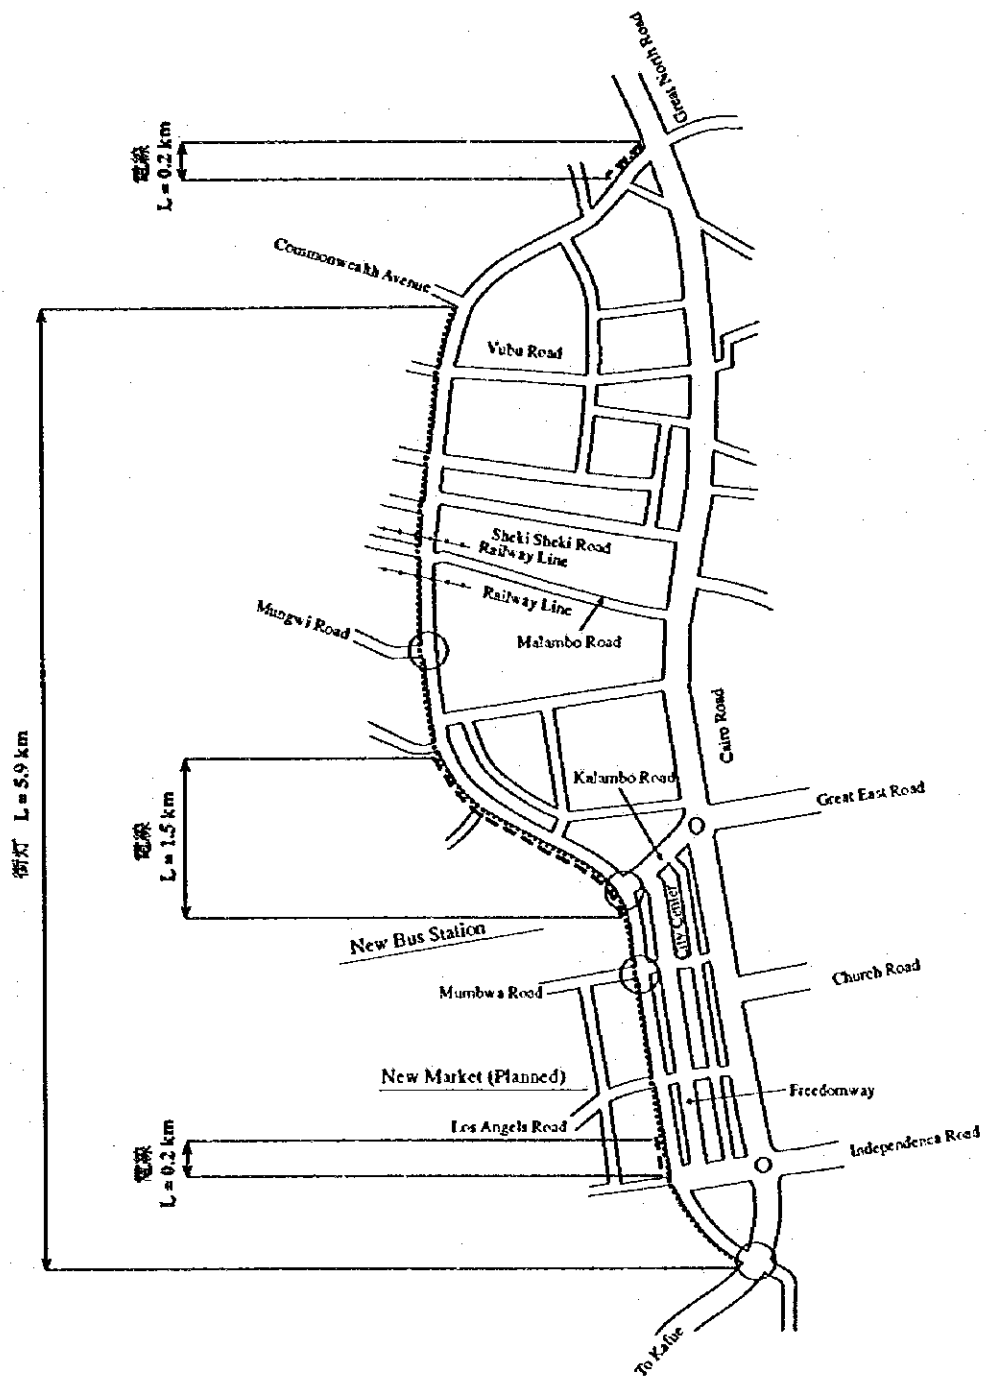 Great North Road
電線
L = 0.2 km
Commonwealth Avenue
Vubu Road
Sheki Sheki Road
Railway Line
Railway Line
Malambo Road
Mungwi Road
Cairo Road
街灯 L = 5.9 km
電線
L = 1.5 km
Kalambo Road
Great East Road
City Center
New Bus Station
Mumbwa Road
Church Road
New Market (Planned)
Freedomway
Los Angels Road
Independenca Road
電線
L = 0.2 km
To Kafue